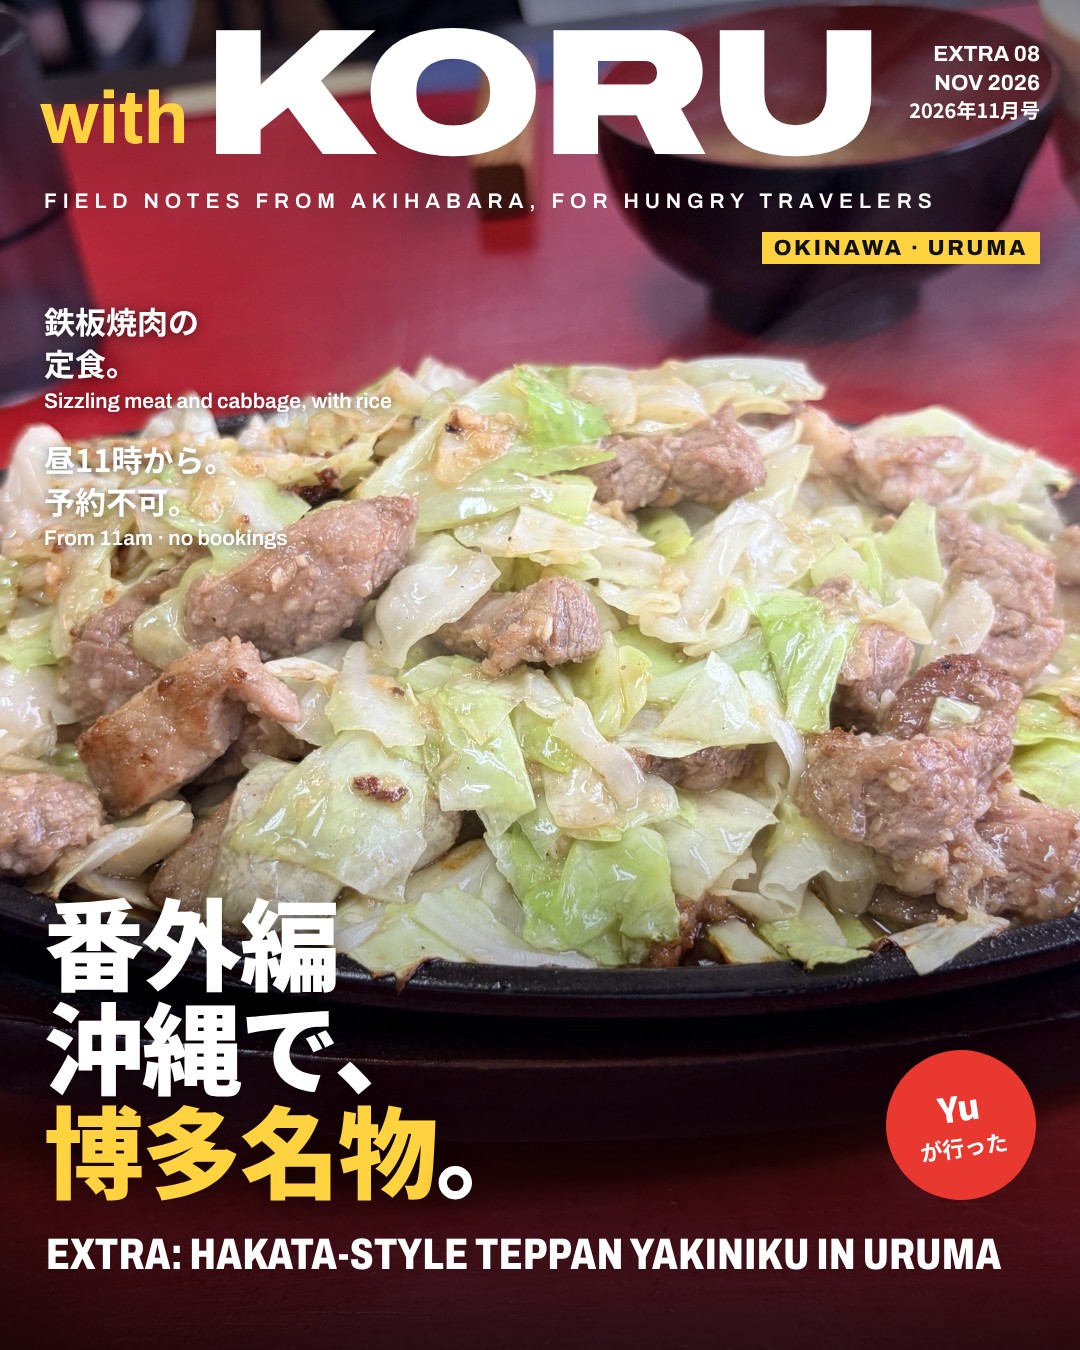 with KORU
EXTRA 08
NOV 2026
2026年11月号
FIELD NOTES FROM AKIHABARA, FOR HUNGRY TRAVELERS
OKINAWA · URUMA
鉄板焼肉の
定食。
Sizzling meat and cabbage, with rice
昼11時から。
予約不可。
From 11am · no bookings
番外編
沖縄で、
博多名物。
Yu
が行った
EXTRA: HAKATA-STYLE TEPPAN YAKINIKU IN URUMA